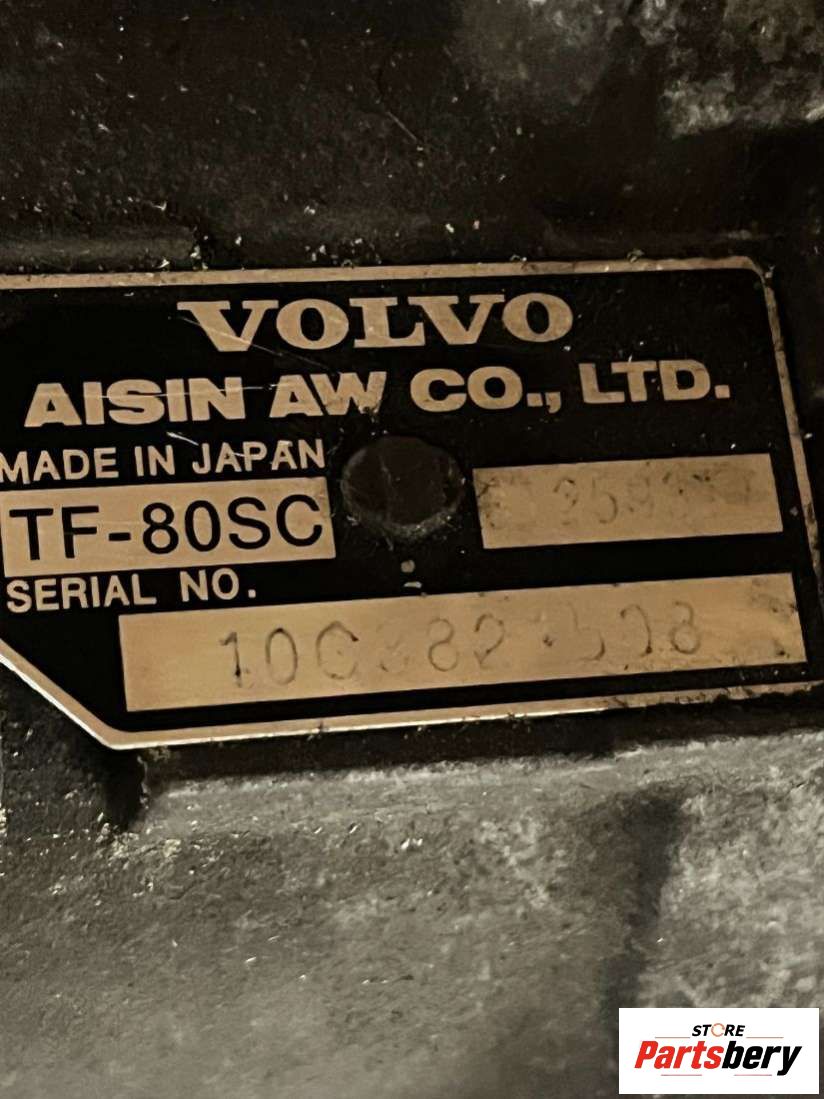 VOLVO
AISIN AW CO., LTD.
MADE IN JAPAN
TF-80SC
SERIAL NO.
STORE
Partsbery